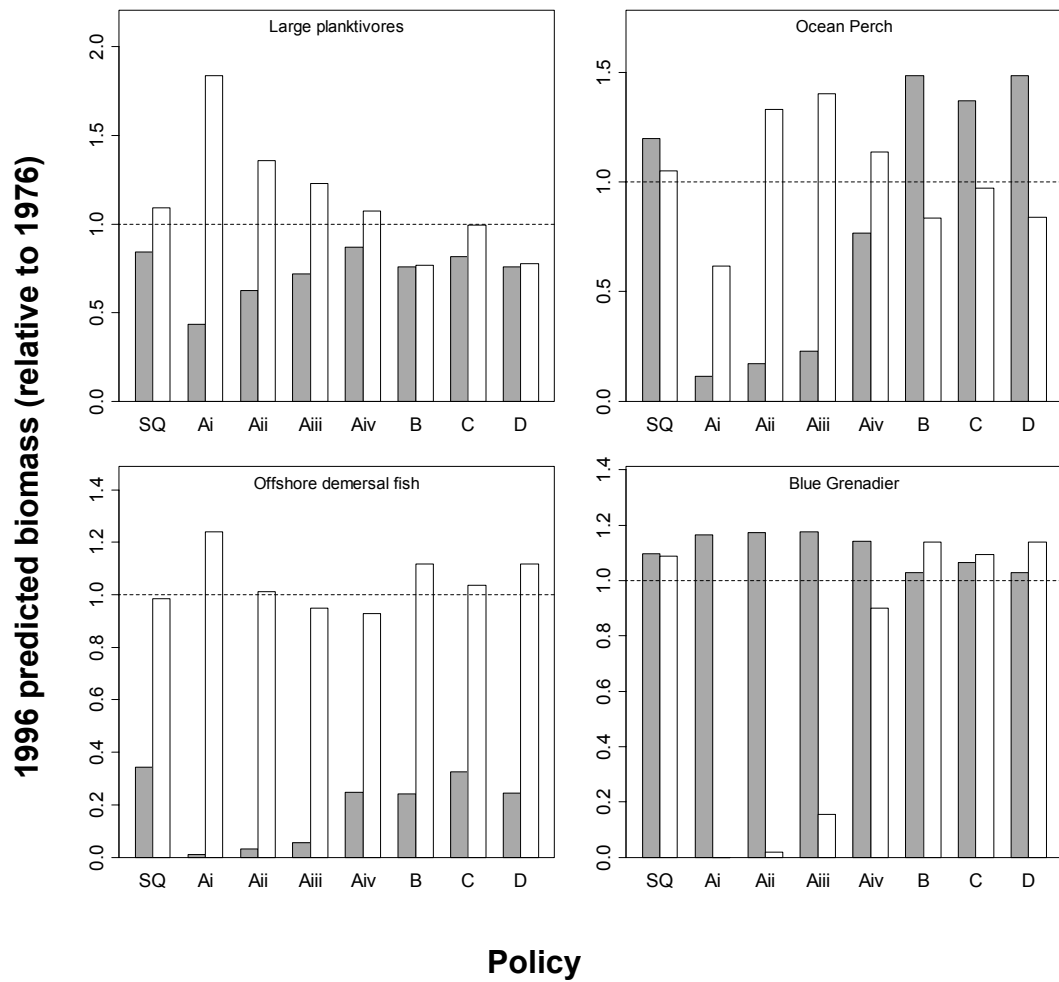 1996 predicted biomass (relative to 1976)
Large planktivores
2.0
1.5
1.0
0.5
0.0
SQ Ai Aii Aiii Aiv B C D
Ocean Perch
1.5
1.0
0.5
0.0
SQ Ai Aii Aiii Aiv B C D
Offshore demersal fish
1.4
1.2
1.0
0.8
0.6
0.4
0.2
0.0
SQ Ai Aii Aiii Aiv B C D
Blue Grenadier
1.4
1.2
1.0
0.8
0.6
0.4
0.2
0.0
SQ Ai Aii Aiii Aiv B C D
Policy